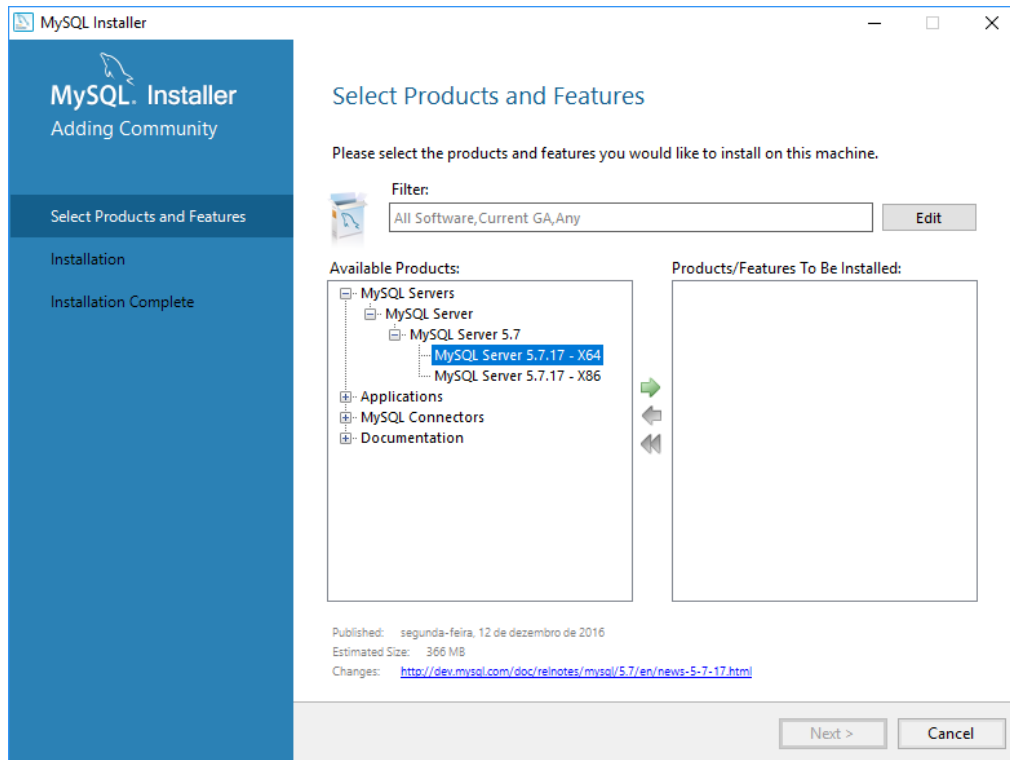 MySQL Installer
MySQL. Installer
Adding Community
Select Products and Features
Installation
Installation Complete
Select Products and Features
Please select the products and features you would like to install on this machine.
Filter:
All Software,Current GA,Any
Edit
Available Products:
MySQL Servers
MySQL Server
MySQL Server 5.7
MySQL Server 5.7.17 - X64
MySQL Server 5.7.17 - X86
Applications
MySQL Connectors
Documentation
Products/Features To Be Installed:
Published: segunda-feira, 12 de dezembro de 2016
Estimated Size: 366 MB
Changes: http://dev.mysql.com/doc/relnotes/mysql/5.7/en/news-5-7-17.html
Next >
Cancel